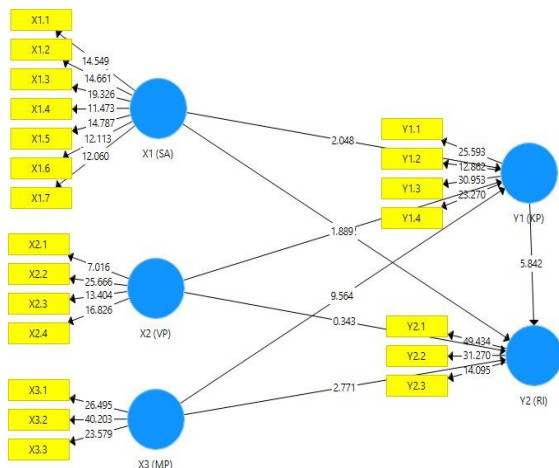 X1.1
X1.2
X1.3
X1.4
X1.5
X1.6
X1.7
14.549
14.661
19.326
11.473
14.787
12.113
12.060
X1 (SA)
X2.1
X2.2
X2.3
X2.4
7.016
25.666
13.404
16.826
X2 (VP)
X3.1
X3.2
X3.3
26.495
40.203
23.579
X3 (MP)
2.048
1.889
9.564
0.343
2.771
Y1.1
Y1.2
Y1.3
Y1.4
25.593
12.862
30.953
23.270
Y1 (KP)
5.842
Y2.1
Y2.2
Y2.3
49.434
31.270
14.095
Y2 (RI)